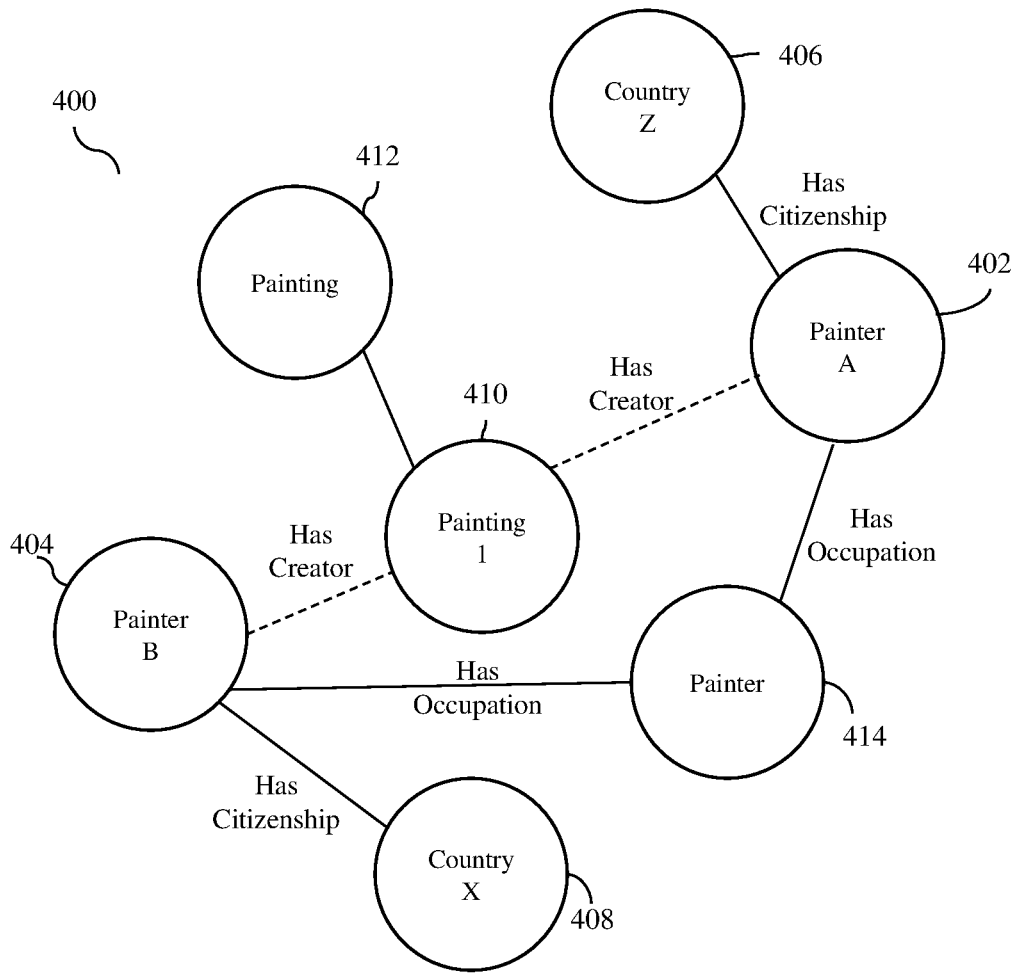 406
Country
Z
400
412
Has
Citizenship
Painting
402
Painter
A
Has
Creator
410
Painting
1
Has
Occupation
Has
Creator
404
Painter
B
Has
Occupation
Painter
414
Has
Citizenship
Country
X
408